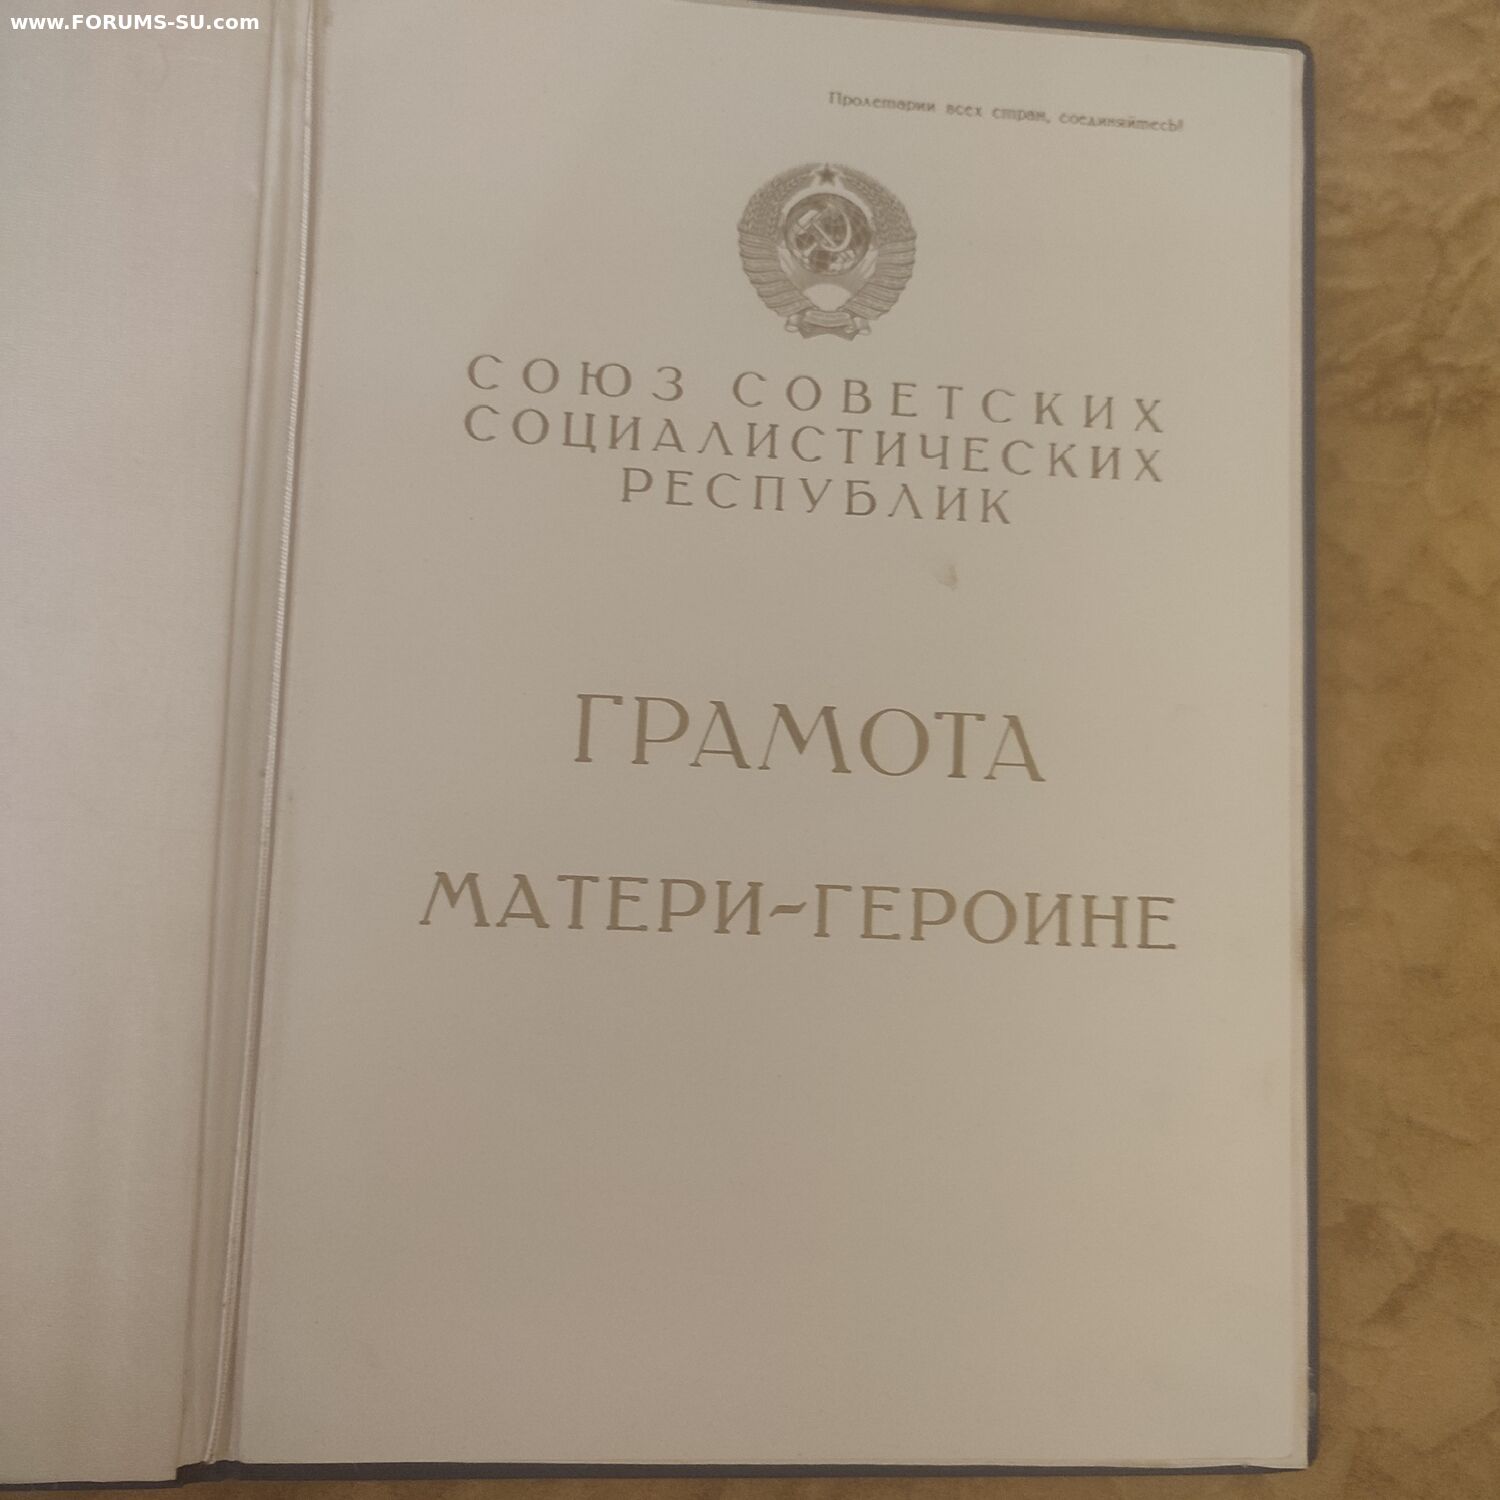 www.FORUMS-SU.com
Пролетарии всех стран, соединяйтесь!
СОЮЗ СОВЕТСКИХ
СОЦИАЛИСТИЧЕСКИХ
РЕСПУБЛИК
ГРАМОТА
МАТЕРИ-ГЕРОИНЕ